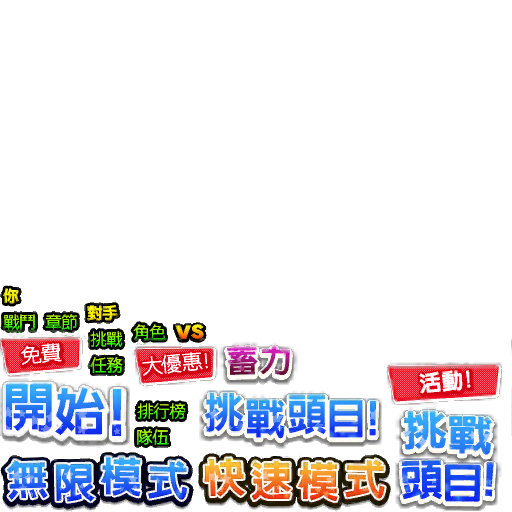 你
戰鬥 章節 對手
挑戰 角色 VS
免費 任務 大優惠! 蓄力
活動!
開始! 排行榜 挑戰頭目!
隊伍
挑戰
頭目!
無限模式 快速模式